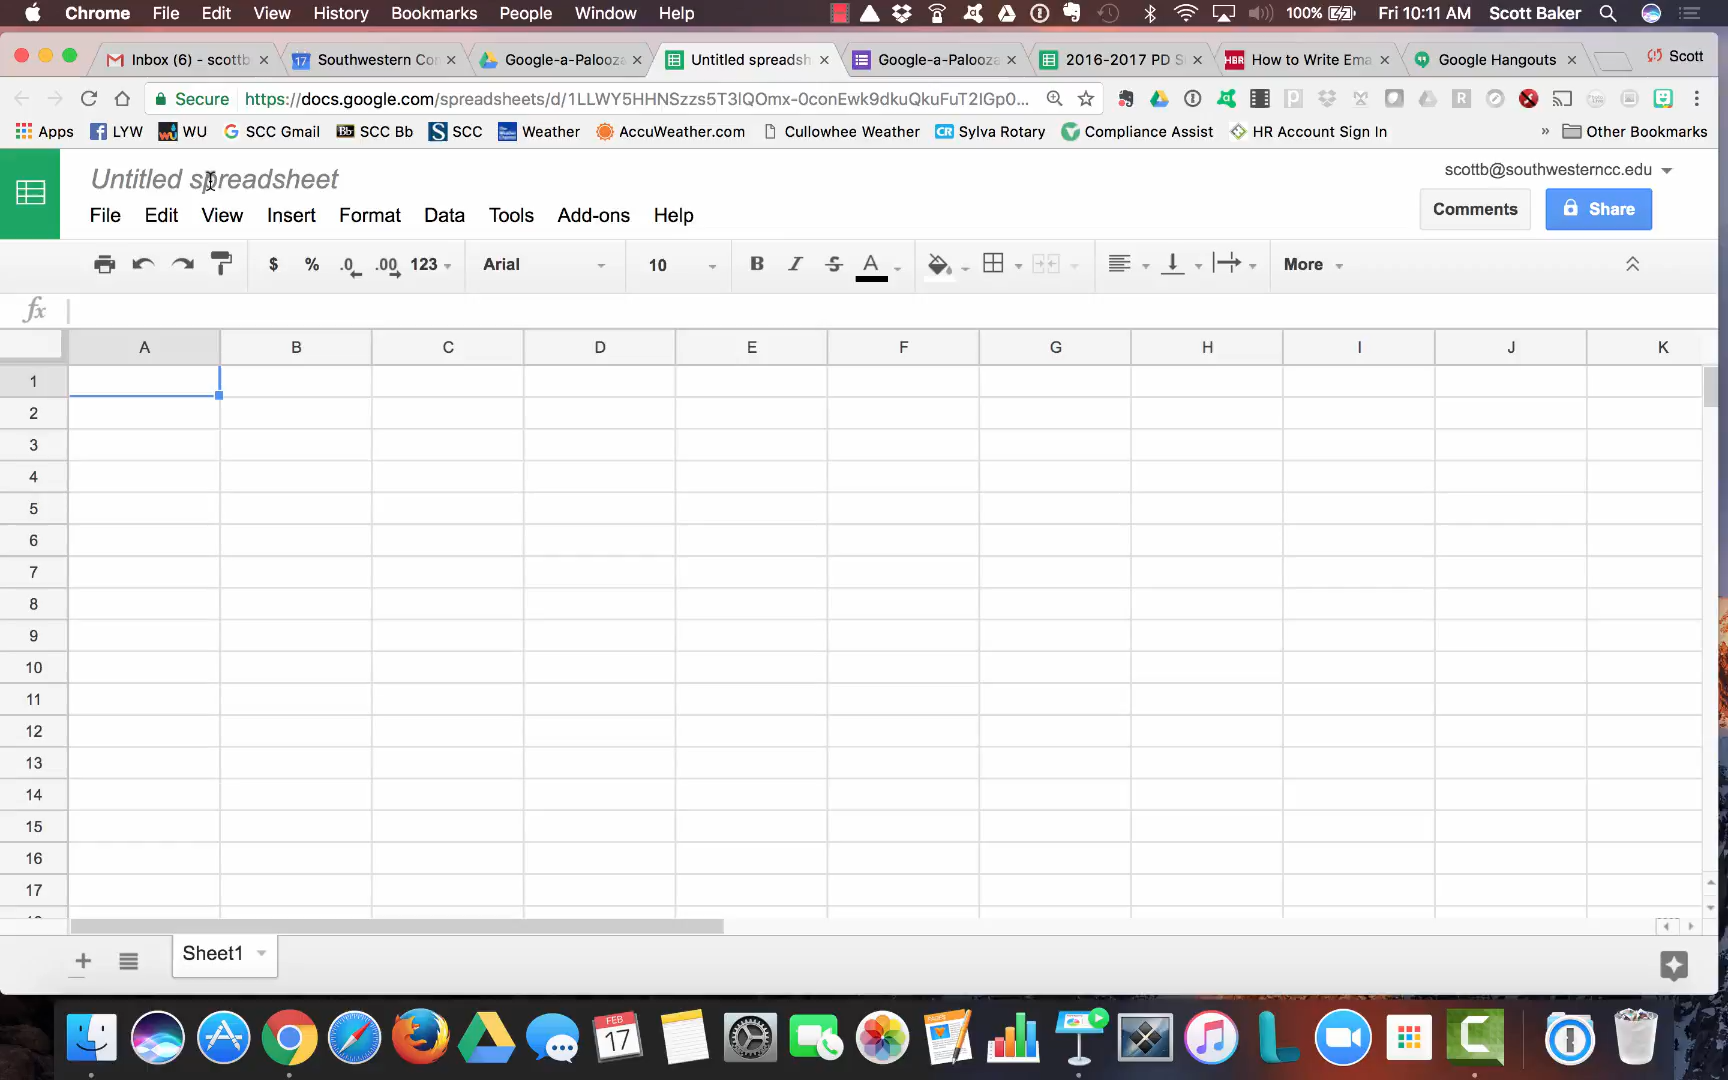 Chrome File Edit View History Bookmarks People Window Help 100% Fri 10:11 AM Scott Baker
Inbox (6) - scottb Southwestern Co Google-a-Palooza Untitled spreadsh Google-a-Palooza 2016-2017 PD S How to Write Ema Google Hangouts Scott
Secure https://docs.google.com/spreadsheets/d/1LLWY5HHNSzzs5T3lQOmx-0conEwk9dkuQkuFuT2IGp0...
Apps LYW WU SCC Gmail SCC Bb SCC Weather AccuWeather.com Cullowhee Weather Sylva Rotary Compliance Assist HR Account Sign In » Other Bookmarks
Untitled spreadsheet
scottb@southwesterncc.edu
File Edit View Insert Format Data Tools Add-ons Help
Comments Share
$ % .0 .00 123 Arial 10 B I S A More
fx
A B C D E F G H I J K
1
2
3
4
5
6
7
8
9
10
11
12
13
14
15
16
17
+ Sheet1
FEB
17